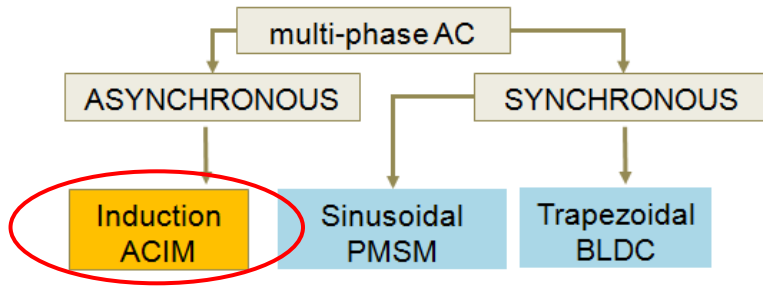 multi-phase AC
ASYNCHRONOUS
SYNCHRONOUS
Induction
ACIM
Sinusoidal
PMSM
Trapezoidal
BLDC